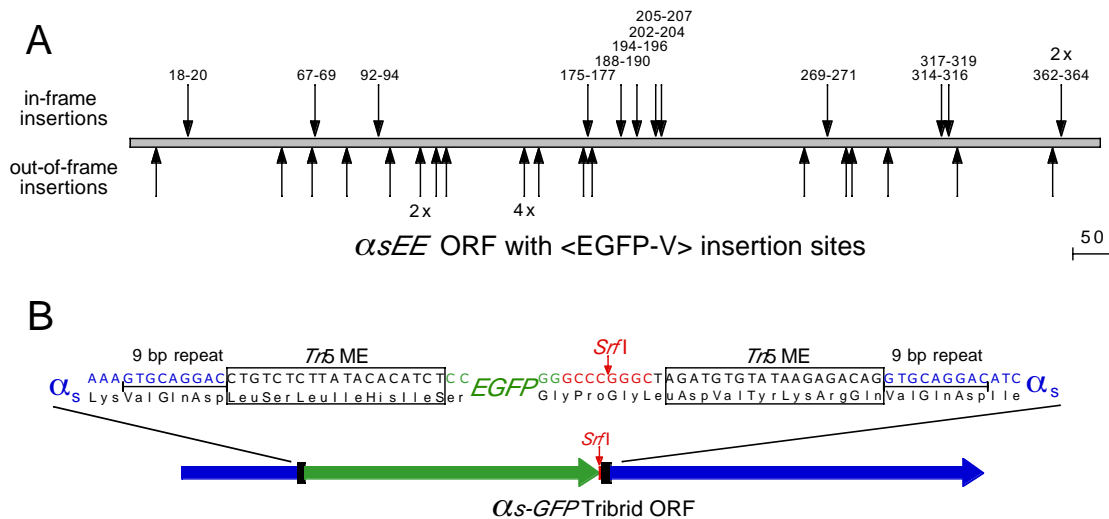 A
205-207
202-204
194-196
188-190
18-20 67-69 92-94 175-177 269-271
317-319
314-316
2x
362-364
in-frame
insertions
out-of-frame
insertions
2x 4x
αsEE ORF with <EGFP-V> insertion sites
50
B
9 bp repeat Tn5 ME SrfI Tn5 ME 9 bp repeat
αs AAAGTGCAGGACCTGTCTCTTATACACATCTCC EGFP GGGCCCGGGCTAGATGTGTATAAGAGACAGGTGCAGGACATC αs
LysValGlnAspLeuSerLeuIleHisIleSer GlyProGlyLeuAspValTyrLysArgGlnValGlnAspIle
SrfI
αs-GFP Tribrid ORF